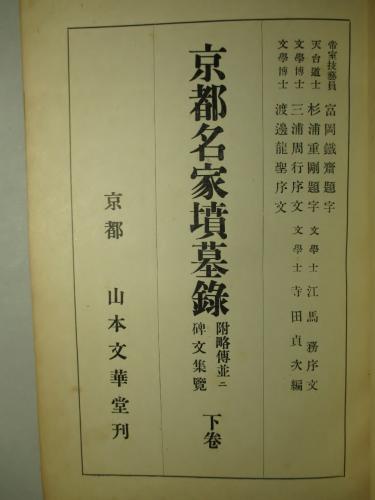 帝室技藝員 富岡鐵齋題字
天台道士 杉浦重剛題字 文學士 江馬務序文
文學博士 三浦周行序文 文學士 寺田貞次編
文學博士 渡邊龍聖序文
京都名家墳墓錄 附略傳並ニ
碑文集覽 下卷
京都 山本文華堂刊